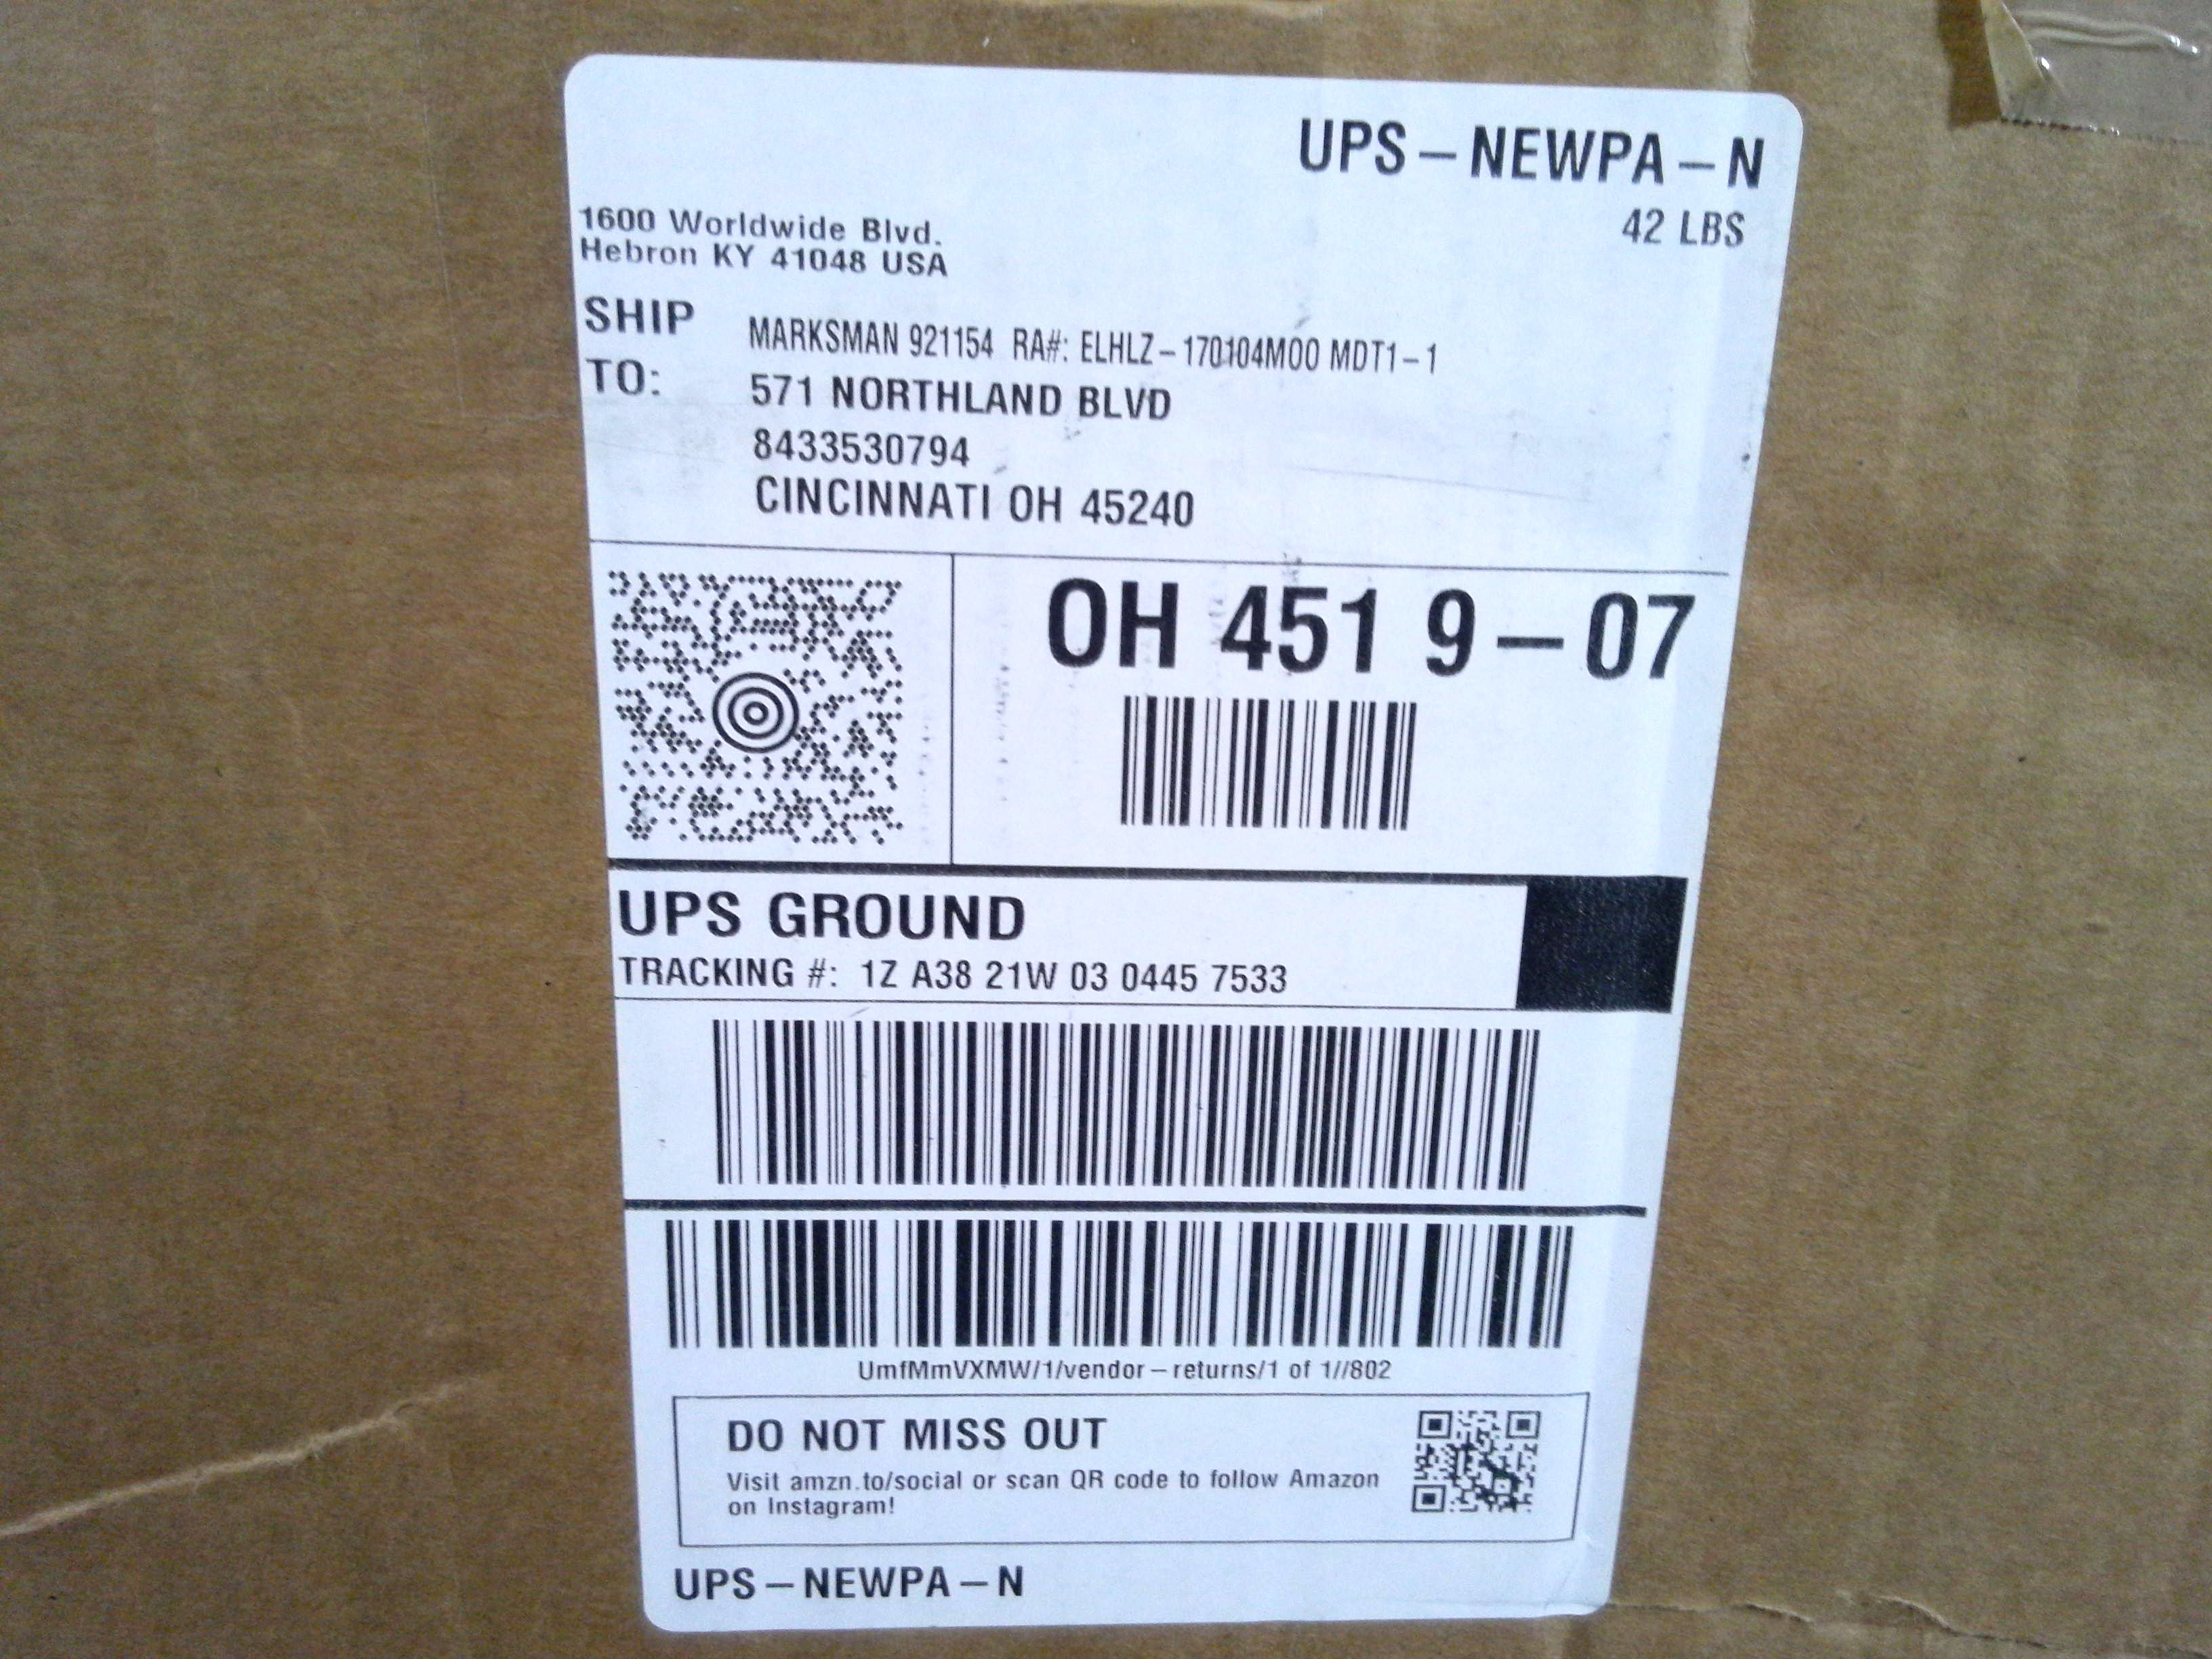 UPS – NEWPA – N
42 LBS
1600 Worldwide Blvd.
Hebron KY 41048 USA
SHIP
TO:
MARKSMAN 921154 RA#: ELHLZ – 170104M00 MDT1 – 1
571 NORTHLAND BLVD
8433530794
CINCINNATI OH 45240
OH 451 9 – 07
UPS GROUND
TRACKING #: 1Z A38 21W 03 0445 7533
UmfMmVXMW/1/vendor – returns/1 of 1//802
DO NOT MISS OUT
Visit amzn.to/social or scan QR code to follow Amazon
on Instagram!
UPS – NEWPA – N